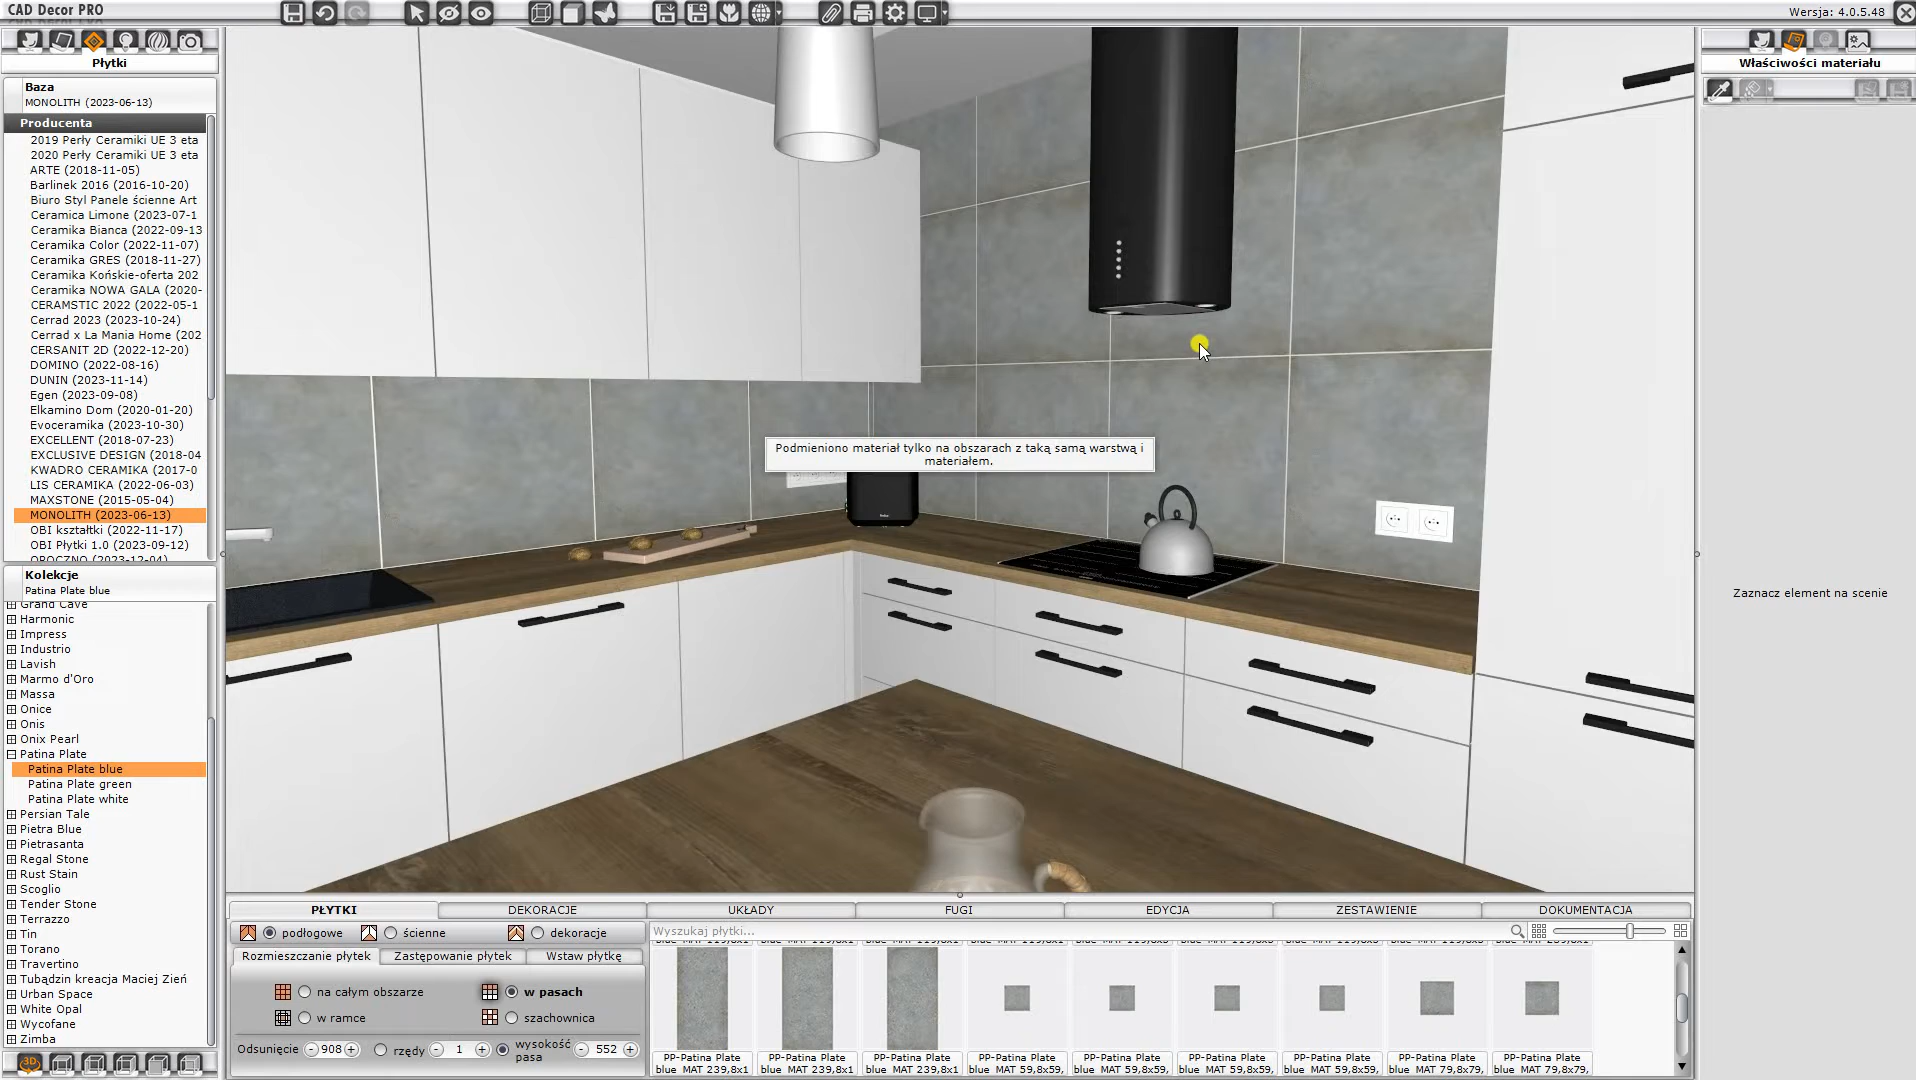 CAD Decor PRO
Wersja: 4.0.5.48
Płytki
Baza
MONOLITH (2023-06-13)
Producenta
2019 Perły Ceramiki UE 3 eta
2020 Perły Ceramiki UE 3 eta
ARTE (2018-11-05)
Barlinek 2016 (2016-10-20)
Biuro Styl Panele ścienne Art
Ceramica Limone (2023-07-1
Ceramika Bianca (2022-09-13
Ceramika Color (2022-11-07)
Ceramika GRES (2018-11-27)
Ceramika Końskie-oferta 202
Ceramika NOWA GALA (2020-
CERAMSTIC 2022 (2022-05-1
Cerrad 2023 (2023-10-24)
Cerrad x La Mania Home (202
CERSANIT 2D (2022-12-20)
DOMINO (2022-08-16)
DUNIN (2023-11-14)
Egen (2023-09-08)
Elkamino Dom (2020-01-20)
Evoceramika (2023-10-30)
EXCELLENT (2018-07-23)
EXCLUSIVE DESIGN (2018-04
KWADRO CERAMIKA (2017-0
LIS CERAMIKA (2022-06-03)
MAXSTONE (2015-05-04)
MONOLITH (2023-06-13)
OBI kształtki (2022-11-17)
OBI Płytki 1.0 (2023-09-12)
OROCZNO (2023-12-04)
Kolekcje
Patina Plate blue
Grand Cave
Harmonic
Impress
Industrio
Lavish
Marmo d'Oro
Massa
Onice
Onis
Onix Pearl
Patina Plate
Patina Plate blue
Patina Plate green
Patina Plate white
Persian Tale
Pietra Blue
Pietrasanta
Regal Stone
Rust Stain
Scoglio
Tender Stone
Terrazzo
Tin
Torano
Travertino
Tubądzin kreacja Maciej Zień
Urban Space
White Opal
Wycofane
Zimba
Podmieniono materiał tylko na obszarach z taką samą warstwą i
materiałem.
Właściwości materiału
Zaznacz element na scenie
PŁYTKI
DEKORACJE
UKŁADY
FUGI
EDYCJA
ZESTAWIENIE
DOKUMENTACJA
podłogowe
ścienne
dekoracje
Wyszukaj płytki...
Rozmieszczanie płytek
Zastępowanie płytek
Wstaw płytkę
na całym obszarze
w pasach
w ramce
szachownica
Odsunięcie
908
rzędy
1
wysokość
pasa
552
PP-Patina Plate
blue MAT 239,8x1
PP-Patina Plate
blue MAT 239,8x1
PP-Patina Plate
blue MAT 239,8x1
PP-Patina Plate
blue MAT 59,8x59,
PP-Patina Plate
blue MAT 59,8x59,
PP-Patina Plate
blue MAT 59,8x59,
PP-Patina Plate
blue MAT 59,8x59,
PP-Patina Plate
blue MAT 79,8x79,
PP-Patina Plate
blue MAT 79,8x79,